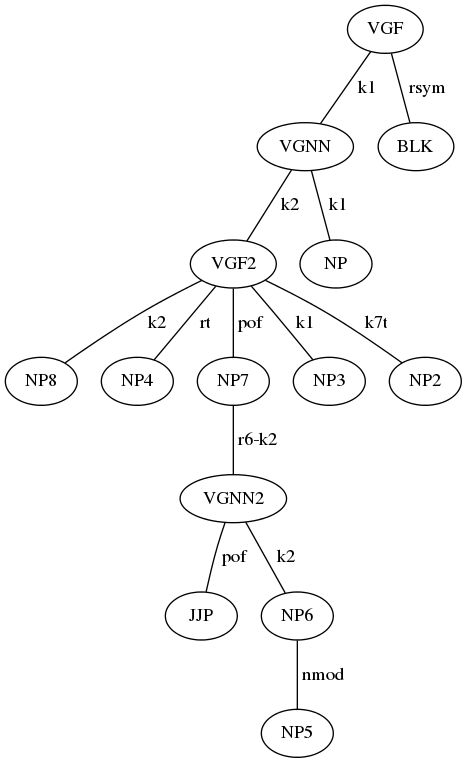 VGF
k1 rsym
VGNN BLK
k2 k1
VGF2 NP
k2 rt pof k1 k7t
NP8 NP4 NP7 NP3 NP2
r6-k2
VGNN2
pof k2
JJP NP6
nmod
NP5